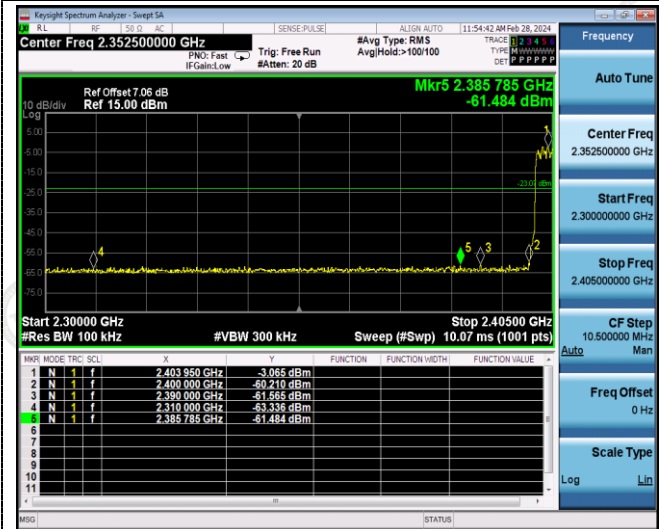 Keysight Spectrum Analyzer - Swept SA
RL RF 50 Ω AC SENSE:PULSE ALIGN AUTO 11:54:42 AM Feb 28, 2024
Center Freq 2.352500000 GHz #Avg Type: RMS TRACE 1 2 3 4 5 6
PNO: Fast Trig: Free Run Avg|Hold:>100/100 TYPE M W W W W W
IFGain:Low #Atten: 20 dB DET P P P P P P
Mkr5 2.385 785 GHz
Ref Offset 7.06 dB
10 dB/div Ref 15.00 dBm -61.484 dBm
Log
5.00
-5.00
-15.0
-25.0
-35.0
-45.0
-55.0
-65.0
-75.0
1
-23.07 dBm
4
5
3
2
Start 2.30000 GHz Stop 2.40500 GHz
#Res BW 100 kHz #VBW 300 kHz Sweep (#Swp) 10.07 ms (1001 pts)
MKR MODE TRC SCL X Y FUNCTION FUNCTION WIDTH FUNCTION VALUE
1 N 1 f 2.403 950 GHz -3.065 dBm
2 N 1 f 2.400 000 GHz -60.210 dBm
3 N 1 f 2.390 000 GHz -61.565 dBm
4 N 1 f 2.310 000 GHz -63.336 dBm
5 N 1 f 2.385 785 GHz -61.484 dBm
6
7
8
9
10
11
MSG STATUS
Frequency
Auto Tune
Center Freq
2.352500000 GHz
Start Freq
2.300000000 GHz
Stop Freq
2.405000000 GHz
CF Step
10.500000 MHz
Auto Man
Freq Offset
0 Hz
Scale Type
Log Lin